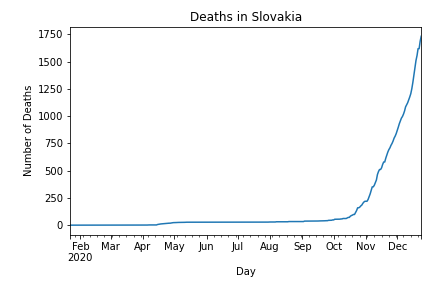 Deaths in Slovakia
Number of Deaths
1750
1500
1250
1000
750
500
250
0
Feb Mar Apr May Jun Jul Aug Sep Oct Nov Dec
2020
Day